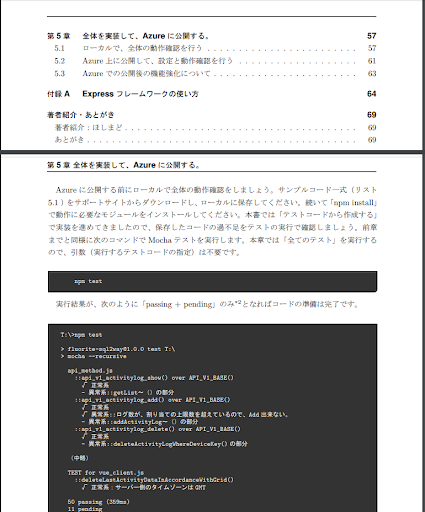 第 5 章 全体を実装して、Azure に公開する。 57
5.1 ローカルで、全体の動作確認を行う . . . . . . . . . . . . . . . . . . . . 57
5.2 Azure 上に公開して、設定と動作確認を行う . . . . . . . . . . . . . . . . 61
5.3 Azure での公開後の機能強化について . . . . . . . . . . . . . . . . . . . 63
付録 A Express フレームワークの使い方 64
著者紹介・あとがき 69
著者紹介：ほしまど . . . . . . . . . . . . . . . . . . . . . . . . . . . . 69
あとがき . . . . . . . . . . . . . . . . . . . . . . . . . . . . . . . . . 69
第 5 章 全体を実装して、Azure に公開する。
Azure に公開する前にローカルで全体の動作確認をしましょう。サンプルコード一式（リスト
5.1 ）をサポートサイトからダウンロードし、ローカルに保存してください。続いて「npm install」
で動作に必要なモジュールをインストールしてください。本書では「テストコードから作成する」
で実装を進めてきましたので、保存したコードの過不足をテストの実行で確認しましょう。前章
までと同様に次のコマンドで Mocha テストを実行します。本章では「全てのテスト」を実行する
ので、引数（実行するテストコードの指定）は不要です。
npm test
実行結果が、次のように「passing + pending」のみ*2となればコードの準備は完了です。
T:\>npm test
> fluorite-sql2way@1.0.0 test T:\
> mocha --recursive
api_method.js
::api_v1_activitylog_show() over API_V1_BASE()
√ 正常系
- 異常系::getList～ () の部分
::api_vi_activitylog_add() over API_V1_BASE()
√ 正常系
√ 異常系::ログ数が、割り当ての上限数を超えているので、Add 出来ない。
- 異常系::addActivityLog～ () の部分
::api_v1_activitylog_delete() over API_V1_BASE()
√ 正常系
- 異常系::deleteActivityLogWhereDeviceKey() の部分
（中略）
TEST for vue_client.js
::deleteLastActivityDataInAccordanceWithGrid()
√ 正常系：サーバー側のタイムゾーンは GMT
50 passing (359ms)
11 pending